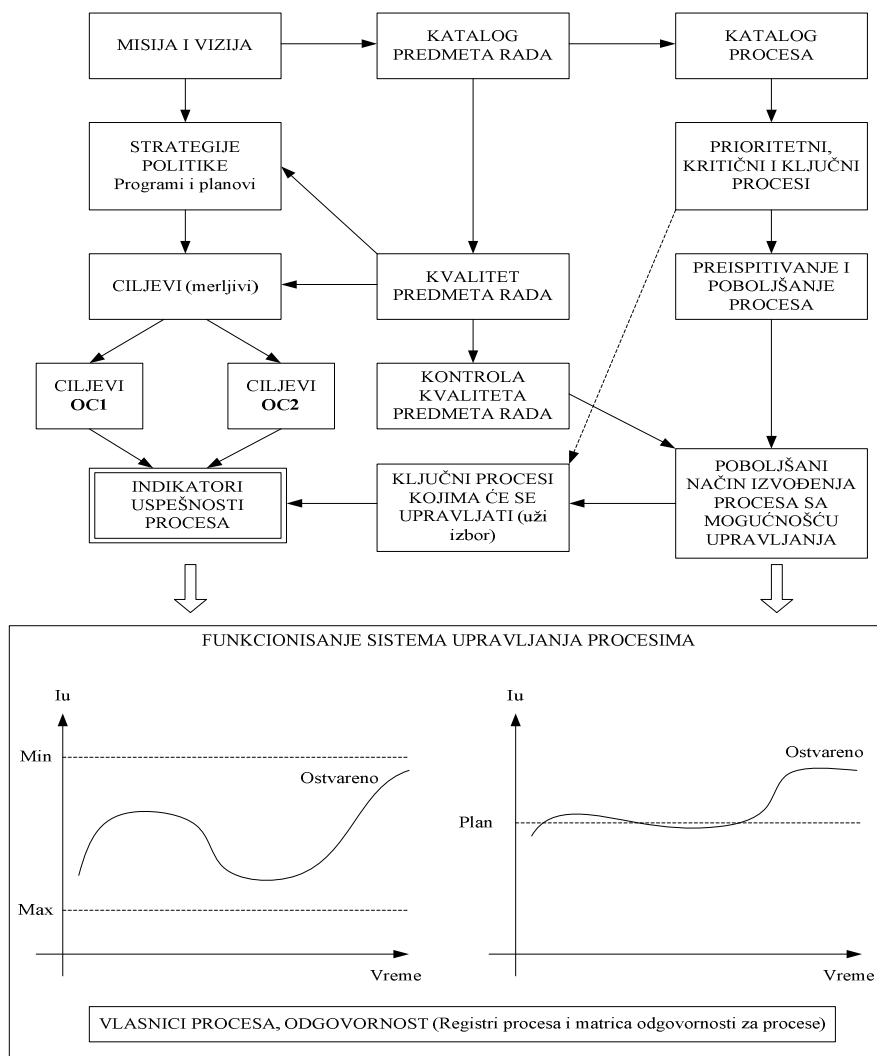 MISIJA I VIZIJA
KATALOG
PREDMETA RADA
KATALOG
PROCESA
STRATEGIJE
POLITIKE
Programi i planovi
PRIORITETNI,
KRITIČNI I KLJUČNI
PROCESI
CILJEVI (merljivi)
KVALITET
PREDMETA RADA
PREISPITIVANJE I
POBOLJŠANJE
PROCESA
CILJEVI
OC1
CILJEVI
OC2
KONTROLA
KVALITETA
PREDMETA RADA
INDIKATORI
USPEŠNOSTI
PROCESA
KLJUČNI PROCESI
KOJIMA ĆE SE
UPRAVLJATI (uži
izbor)
POBOLJŠANI
NAČIN IZVOĐENJA
PROCESA SA
MOGUĆNOŠĆU
UPRAVLJANJA
FUNKCIONISANJE SISTEMA UPRAVLJANJA PROCESIMA
Iu
Min
Ostvareno
Max
Vreme
Iu
Ostvareno
Plan
Vreme
VLASNICI PROCESA, ODGOVORNOST (Registri procesa i matrica odgovornosti za procese)